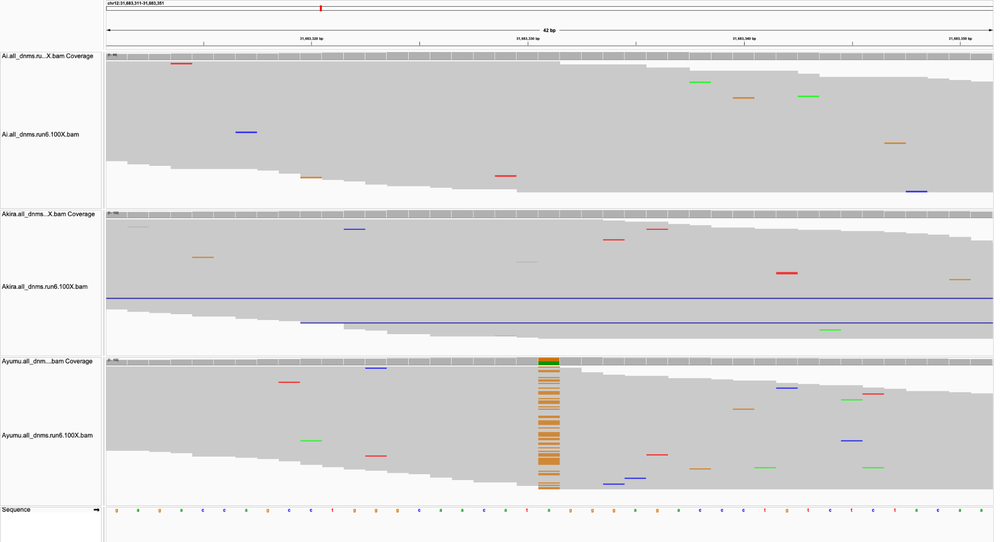 chr12:31,683,311-31,683,351
42 bp
31,683,320 bp 31,683,330 bp 31,683,340 bp 31,683,350 bp
Ai.all_dnms.ru...X.bam Coverage [0 - 84]
Ai.all_dnms.run6.100X.bam
Akira.all_dnms...X.bam Coverage [0 - 102]
Akira.all_dnms.run6.100X.bam
Ayumu.all_dnm....bam Coverage [0 - 105]
Ayumu.all_dnms.run6.100X.bam
Sequence g a g a c c a g c c t g g g c a a c a t a g g g a g a c c c t g t c t c t a c a a